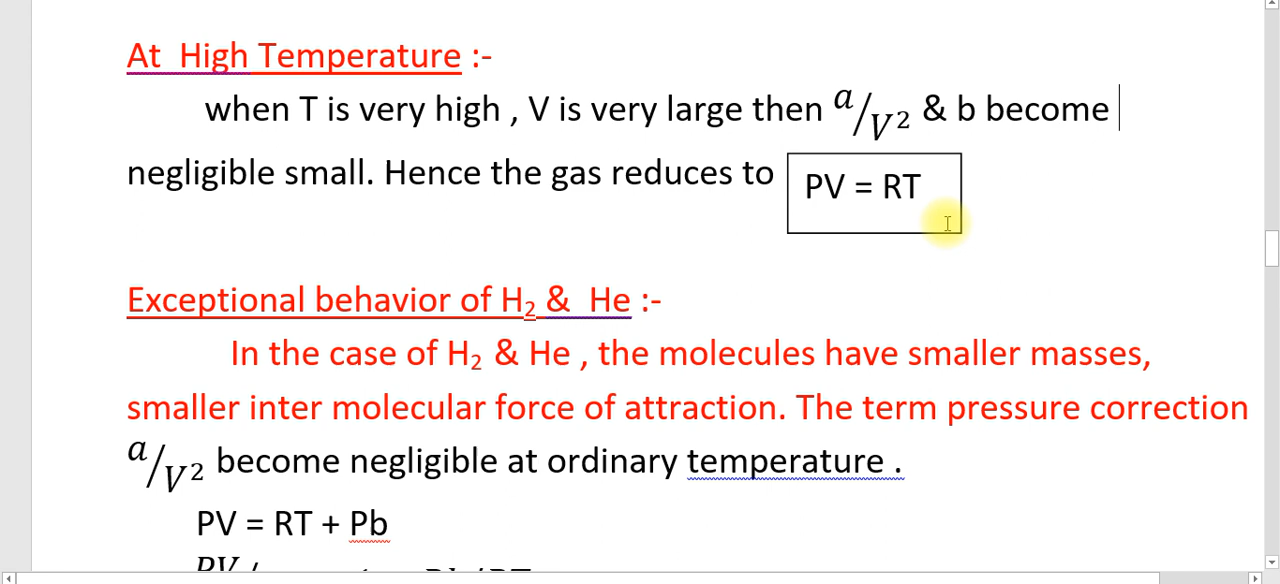 At High Temperature :-
when T is very high , V is very large then a/V² & b become
negligible small. Hence the gas reduces to PV = RT
Exceptional behavior of H₂ & He :-
In the case of H₂ & He , the molecules have smaller masses,
smaller inter molecular force of attraction. The term pressure correction
a/V² become negligible at ordinary temperature .
PV = RT + Pb